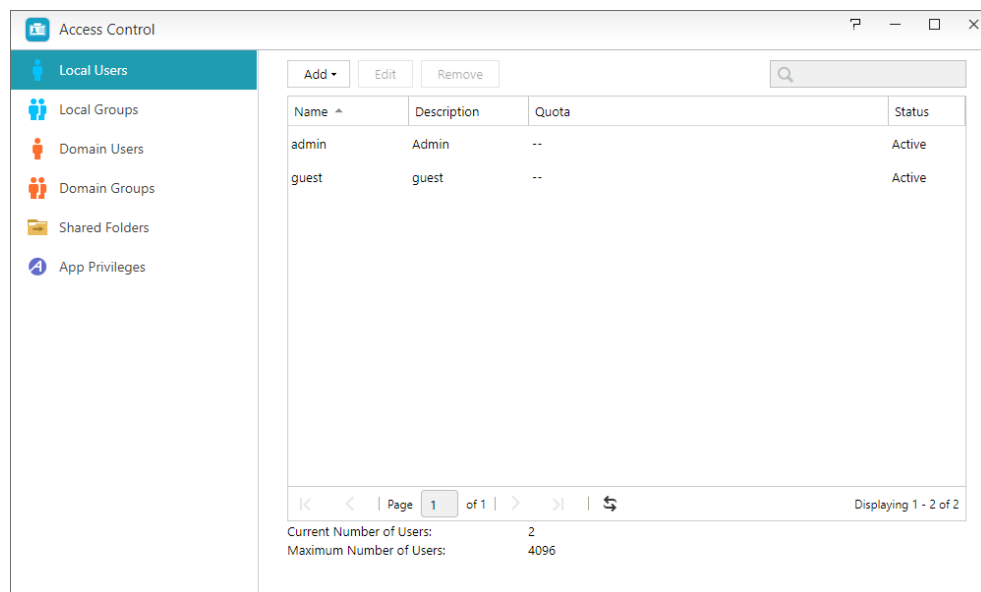 Access Control
Local Users
Local Groups
Domain Users
Domain Groups
Shared Folders
App Privileges
Add Edit Remove
Name Description Quota Status
admin Admin -- Active
guest guest -- Active
Page 1 of 1 Displaying 1 - 2 of 2
Current Number of Users: 2
Maximum Number of Users: 4096